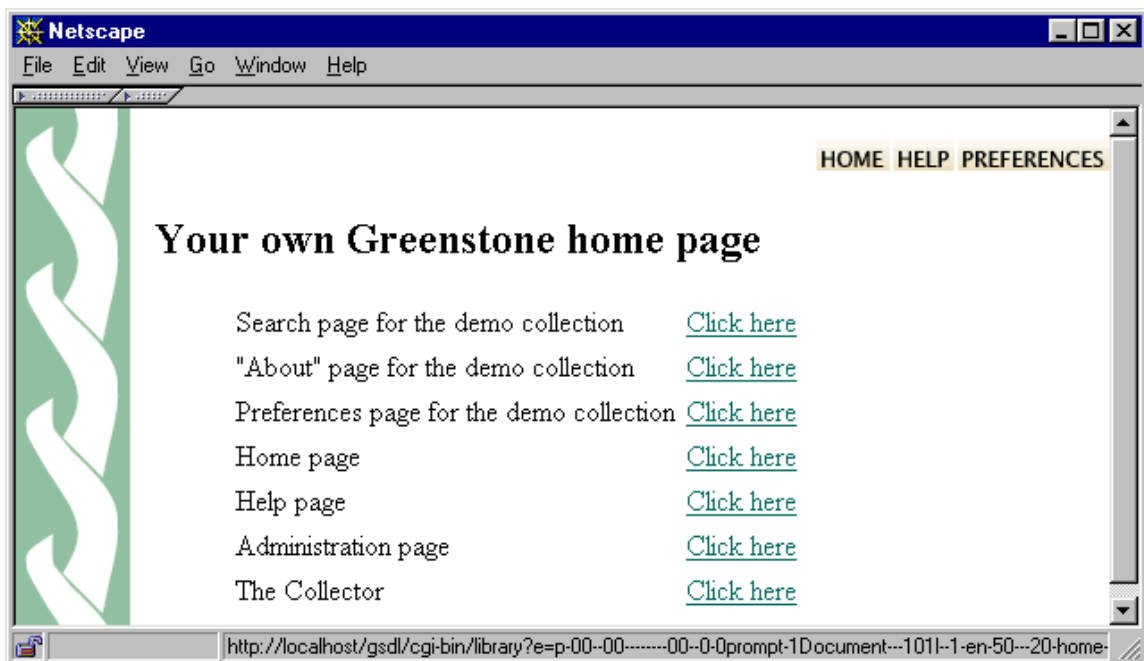 Netscape
File Edit View Go Window Help
HOME HELP PREFERENCES
Your own Greenstone home page
Search page for the demo collection Click here
"About" page for the demo collection Click here
Preferences page for the demo collection Click here
Home page Click here
Help page Click here
Administration page Click here
The Collector Click here
http://localhost/gsdl/cgi-bin/library?e=p-00--00--------00--0-0prompt-1Document---101l--1-en-50---20-home-